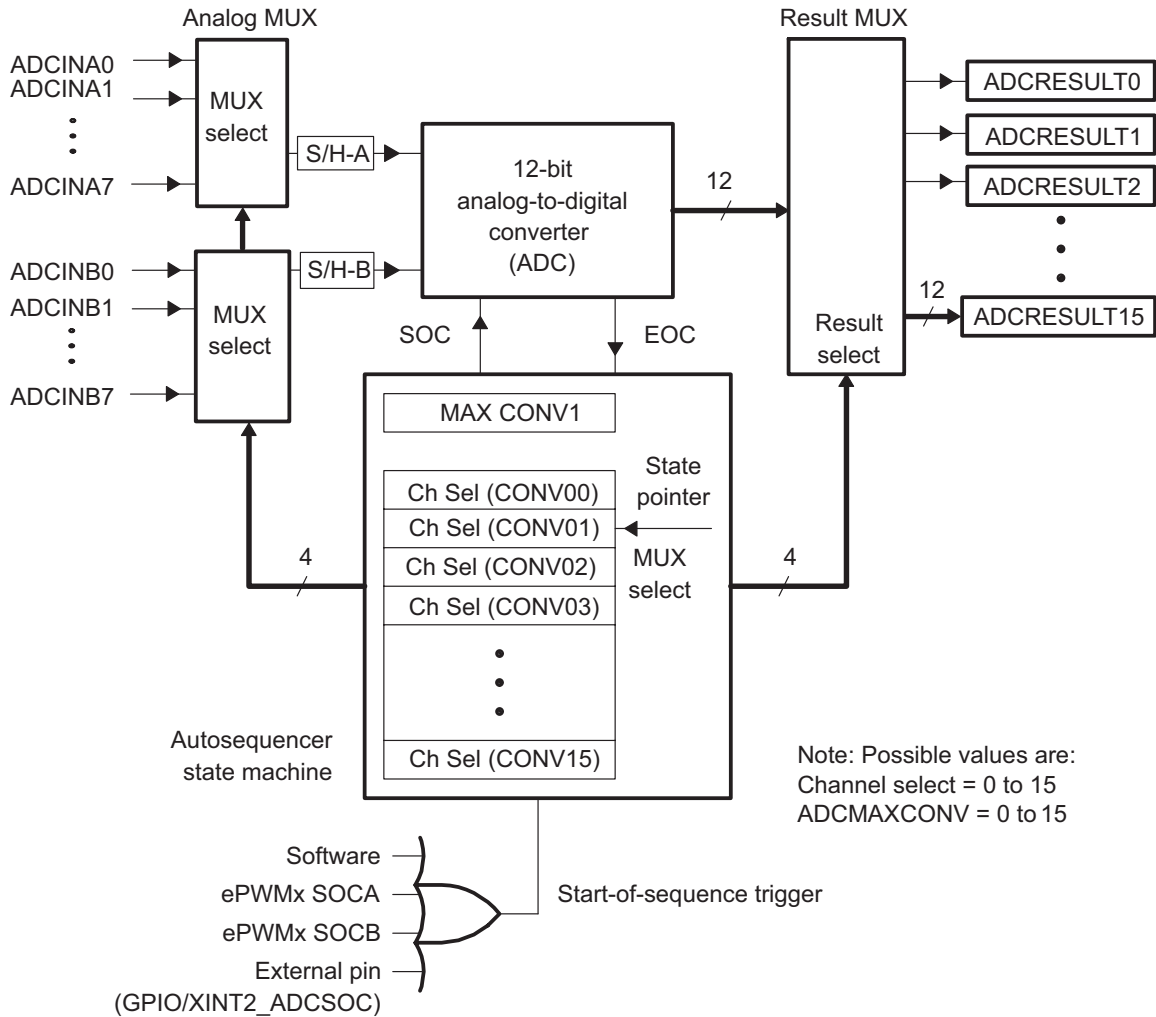 Analog MUX
Result MUX
ADCINA0
ADCINA1
ADCINA7
MUX
select
S/H-A
ADCINB0
ADCINB1
ADCINB7
MUX
select
S/H-B
12-bit
analog-to-digital
converter
(ADC)
12
Result
select
ADCRESULT0
ADCRESULT1
ADCRESULT2
12
ADCRESULT15
SOC
EOC
MAX CONV1
Ch Sel (CONV00)
Ch Sel (CONV01)
Ch Sel (CONV02)
Ch Sel (CONV03)
Ch Sel (CONV15)
State
pointer
MUX
select
4
4
Autosequencer
state machine
Note: Possible values are:
Channel select = 0 to 15
ADCMAXCONV = 0 to 15
Software
ePWMx SOCA
ePWMx SOCB
External pin
(GPIO/XINT2_ADCSOC)
Start-of-sequence trigger